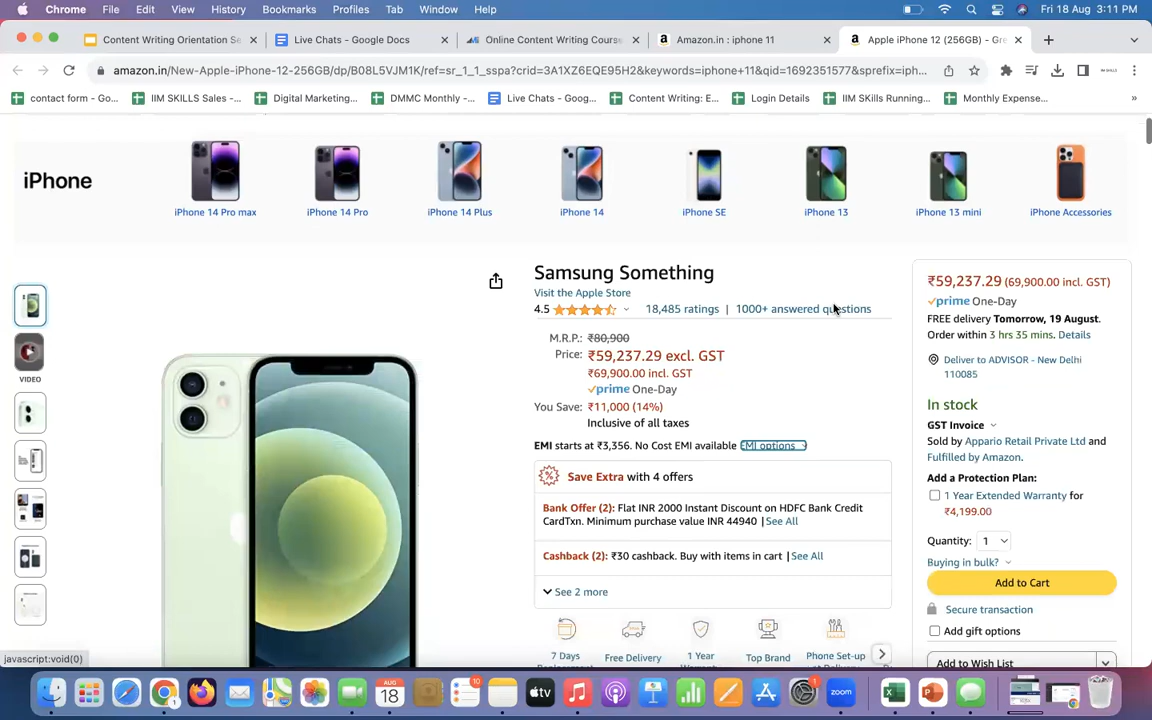 Chrome File Edit View History Bookmarks Profiles Tab Window Help Fri 18 Aug 3:11 PM
Content Writing Orientation Se Live Chats - Google Docs Online Content Writing Course Amazon.in : iphone 11 Apple iPhone 12 (256GB) - Gre
amazon.in/New-Apple-iPhone-12-256GB/dp/B08L5VJM1K/ref=sr_1_1_sspa?crid=3A1XZ6EQE95H2&keywords=iphone+11&qid=1692351577&sprefix=iph...
contact form - Go... IIM SKILLS Sales -... Digital Marketing... DMMC Monthly -... Live Chats - Goog... Content Writing: E... Login Details IIM SKills Running... Monthly Expense... »
iPhone
iPhone 14 Pro max iPhone 14 Pro iPhone 14 Plus iPhone 14 iPhone SE iPhone 13 iPhone 13 mini iPhone Accessories
Samsung Something
Visit the Apple Store
4.5 18,485 ratings | 1000+ answered questions
M.R.P.: ₹80,900
Price: ₹59,237.29 excl. GST
₹69,900.00 incl. GST
prime One-Day
You Save: ₹11,000 (14%)
Inclusive of all taxes
EMI starts at ₹3,356. No Cost EMI available EMI options
Save Extra with 4 offers
Bank Offer (2): Flat INR 2000 Instant Discount on HDFC Bank Credit
CardTxn. Minimum purchase value INR 44940 | See All
Cashback (2): ₹30 cashback. Buy with items in cart | See All
See 2 more
7 Days Free Delivery 1 Year Top Brand Phone Set-up
VIDEO
₹59,237.29 (69,900.00 incl. GST)
prime One-Day
FREE delivery Tomorrow, 19 August.
Order within 3 hrs 35 mins. Details
Deliver to ADVISOR - New Delhi
110085
In stock
GST Invoice
Sold by Appario Retail Private Ltd and
Fulfilled by Amazon.
Add a Protection Plan:
1 Year Extended Warranty for
₹4,199.00
Quantity: 1
Buying in bulk?
Add to Cart
Secure transaction
Add gift options
Add to Wish List
javascript:void(0)
AUG
18
10
tv
1
zoom